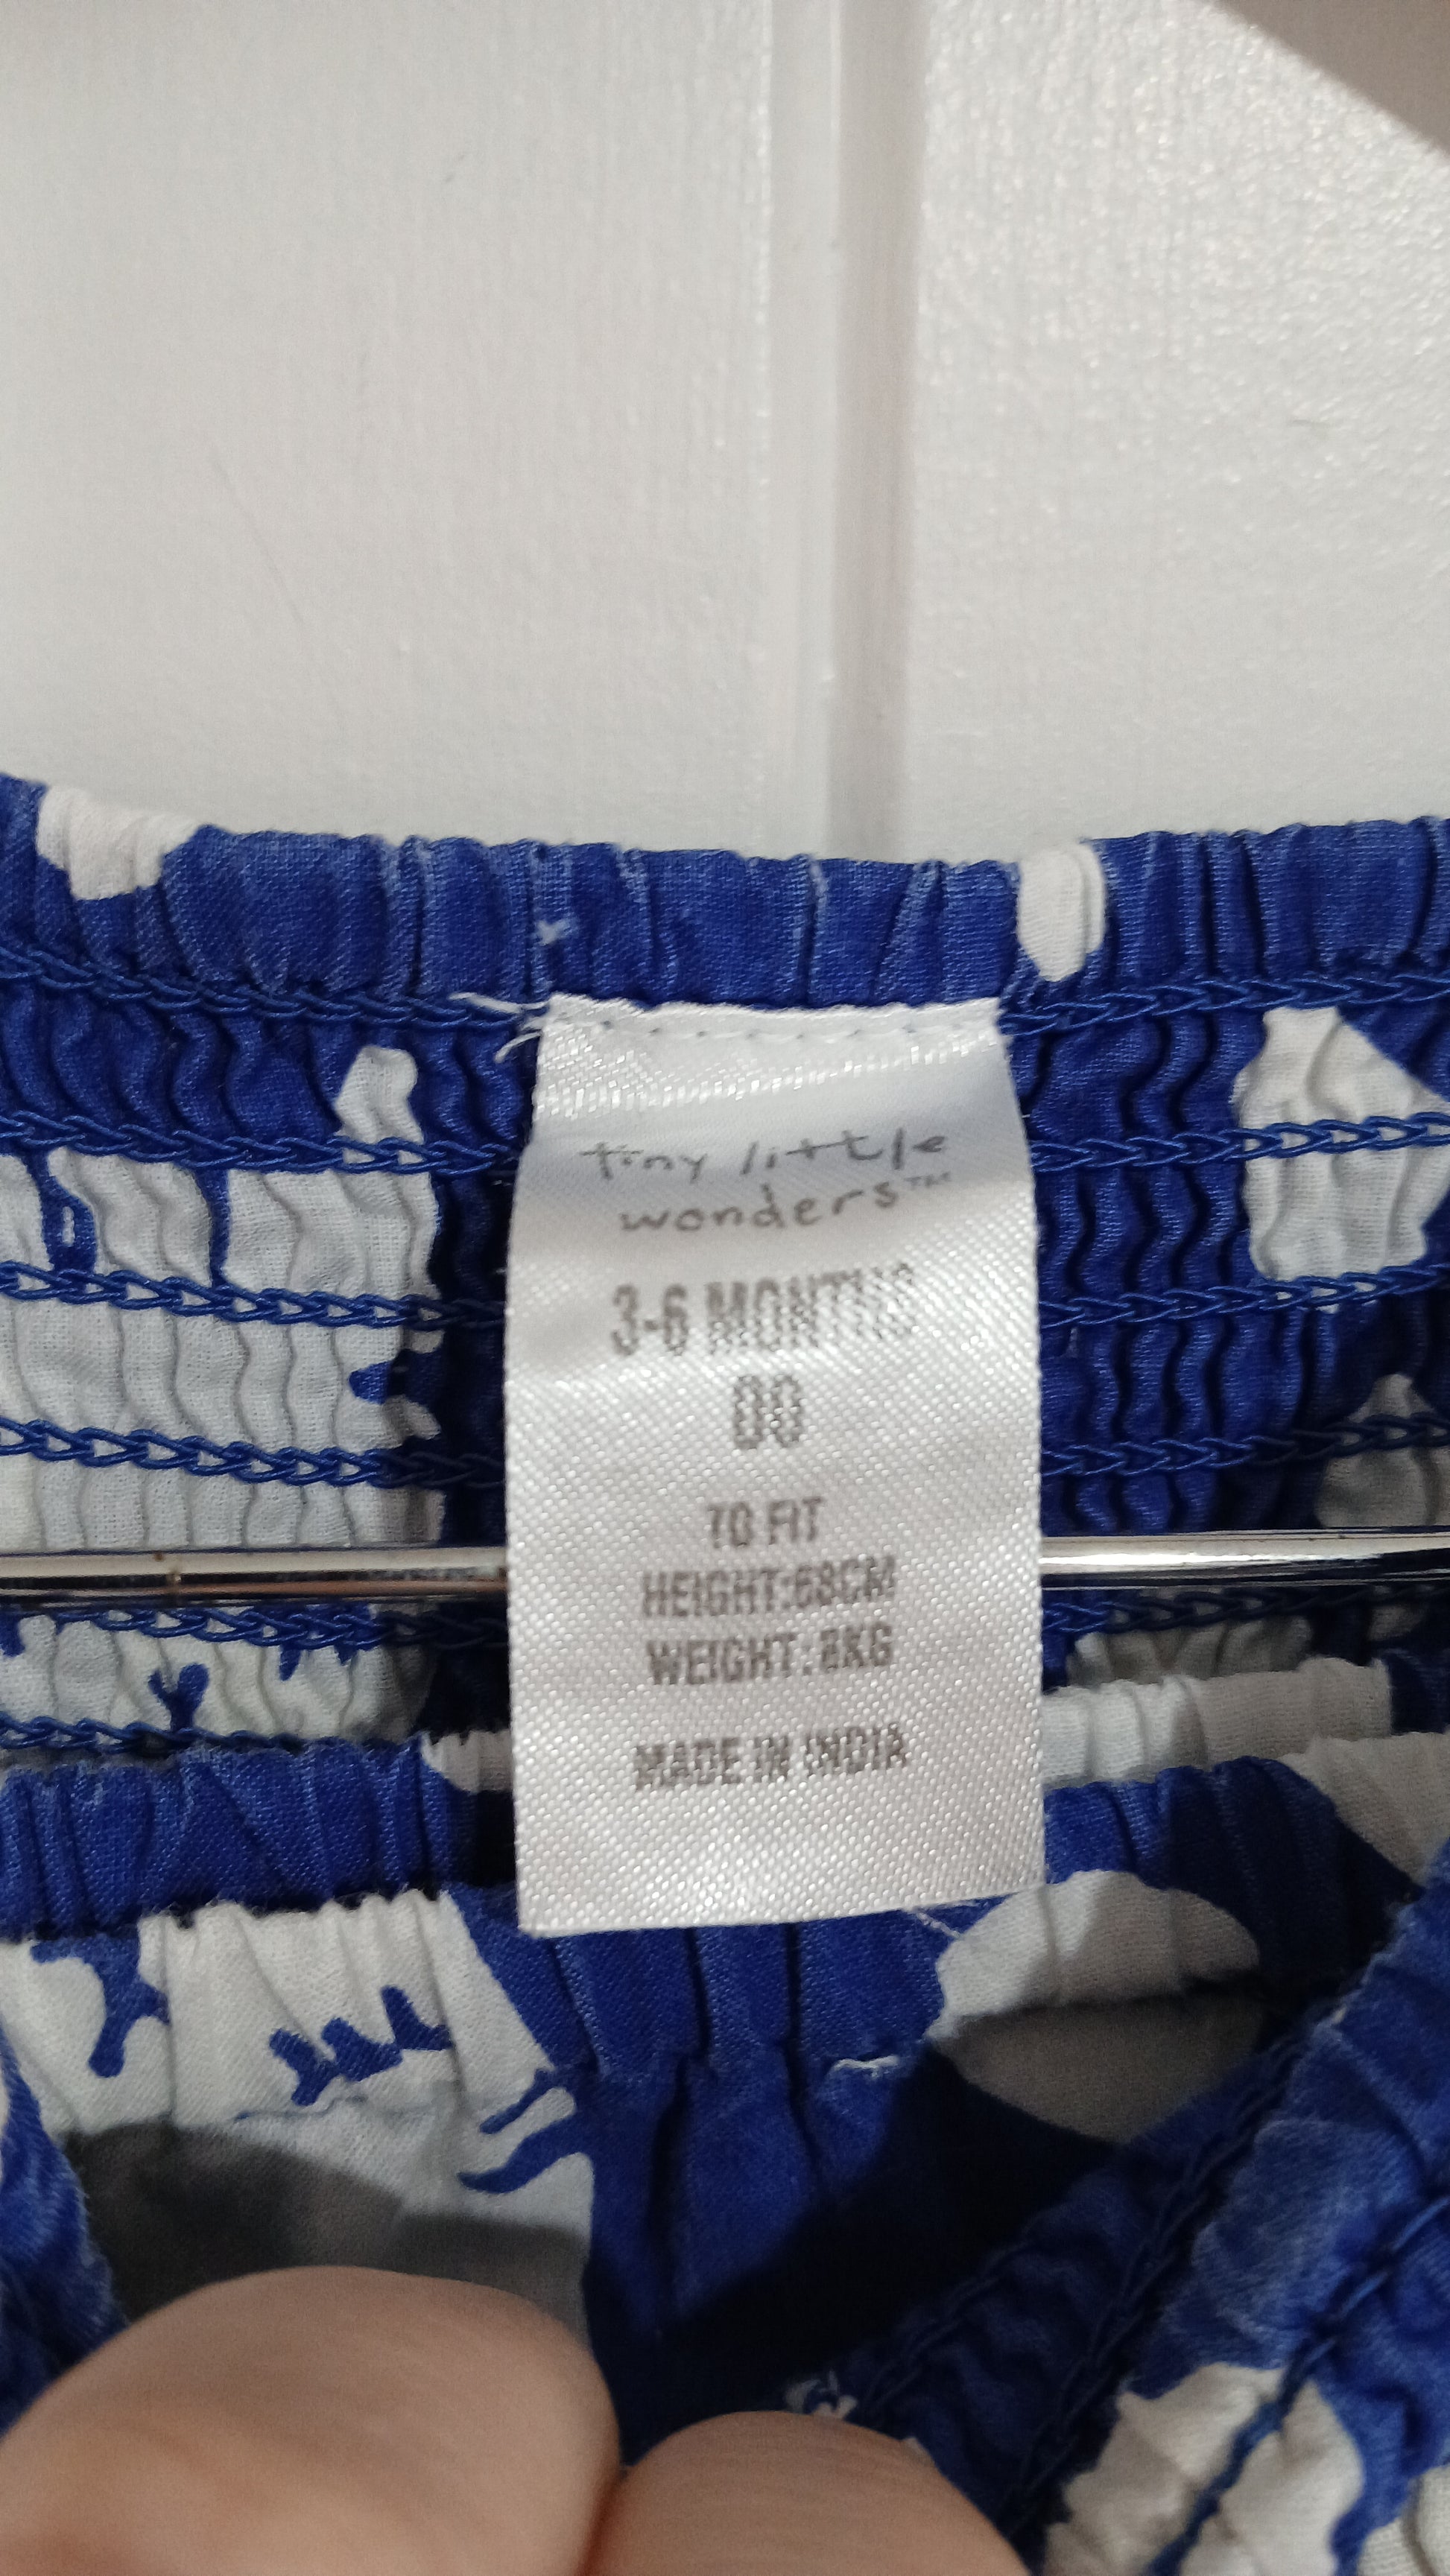 tiny little
wonders™
3-6 MONTHS
00
TO FIT
HEIGHT:68CM
WEIGHT:8KG
MADE IN INDIA